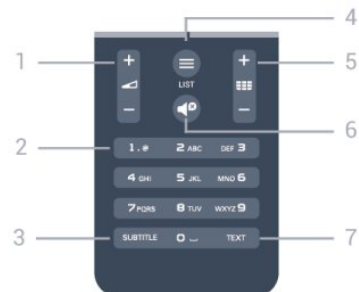 4
1 + + 5
LIST
- - 6
2 1.@ 2 ABC DEF 3
4 GHI 5 JKL MNO 6
7 PQRS 8 TUV WXYZ 9
3 SUBTITLE 0 ⎵ TEXT 7